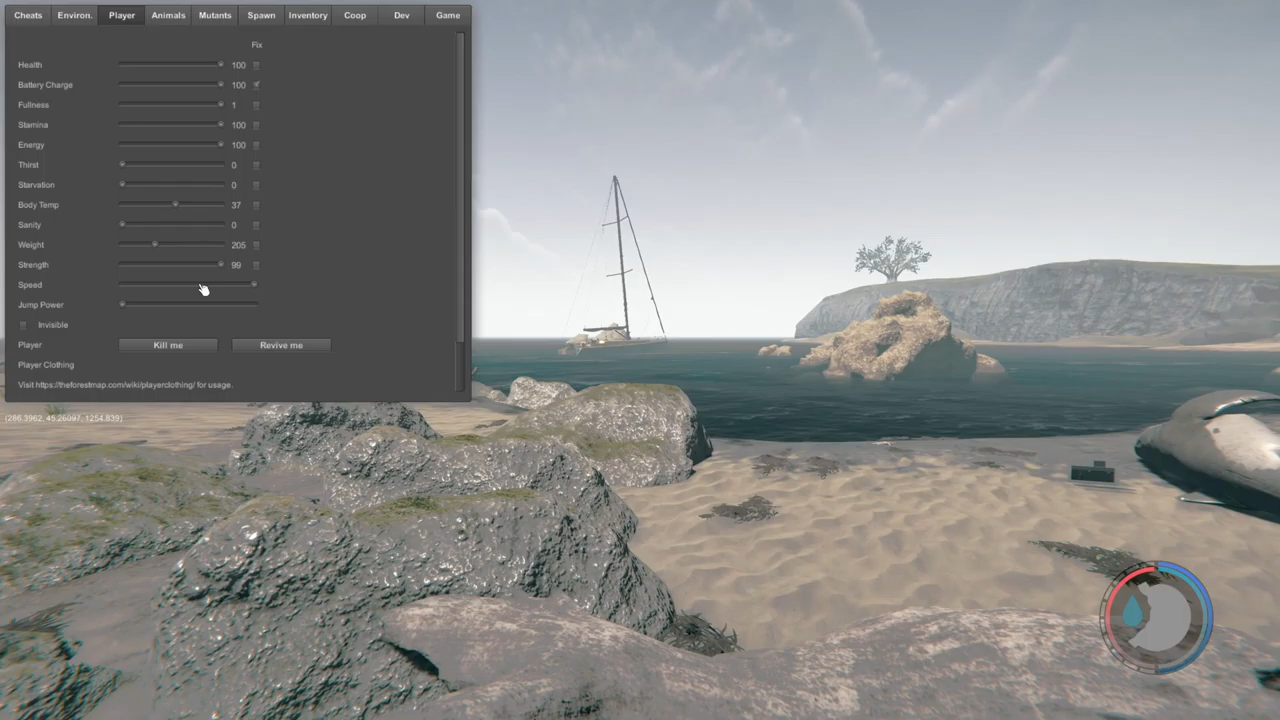 Cheats Environ. Player Animals Mutants Spawn Inventory Coop Dev Game
Fix
Health 100
Battery Charge 100
Fullness 1
Stamina 100
Energy 100
Thirst 0
Starvation 0
Body Temp 37
Sanity 0
Weight 205
Strength 99
Speed
Jump Power
Invisible
Player Kill me Revive me
Player Clothing
Visit https://theforestmap.com/wiki/playerclothing/ for usage.
(286.3962, 45.26097, 1254.839)